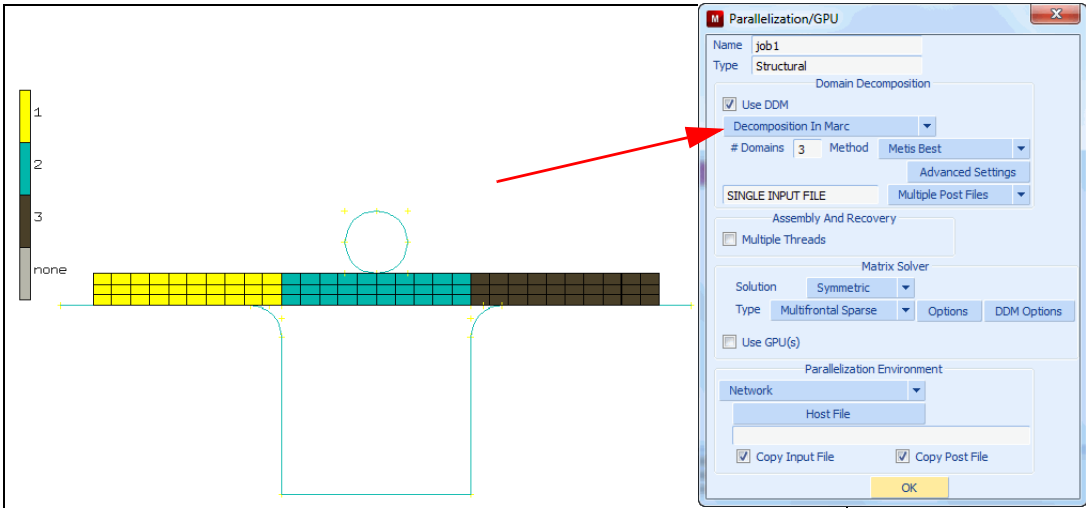 1
2
3
none
M Parallelization/GPU X
Name job1
Type Structural
Domain Decomposition
Use DDM
Decomposition In Marc
# Domains 3 Method Metis Best
Advanced Settings
SINGLE INPUT FILE Multiple Post Files
Assembly And Recovery
Multiple Threads
Matrix Solver
Solution Symmetric
Type Multifrontal Sparse Options DDM Options
Use GPU(s)
Parallelization Environment
Network
Host File
Copy Input File Copy Post File
OK